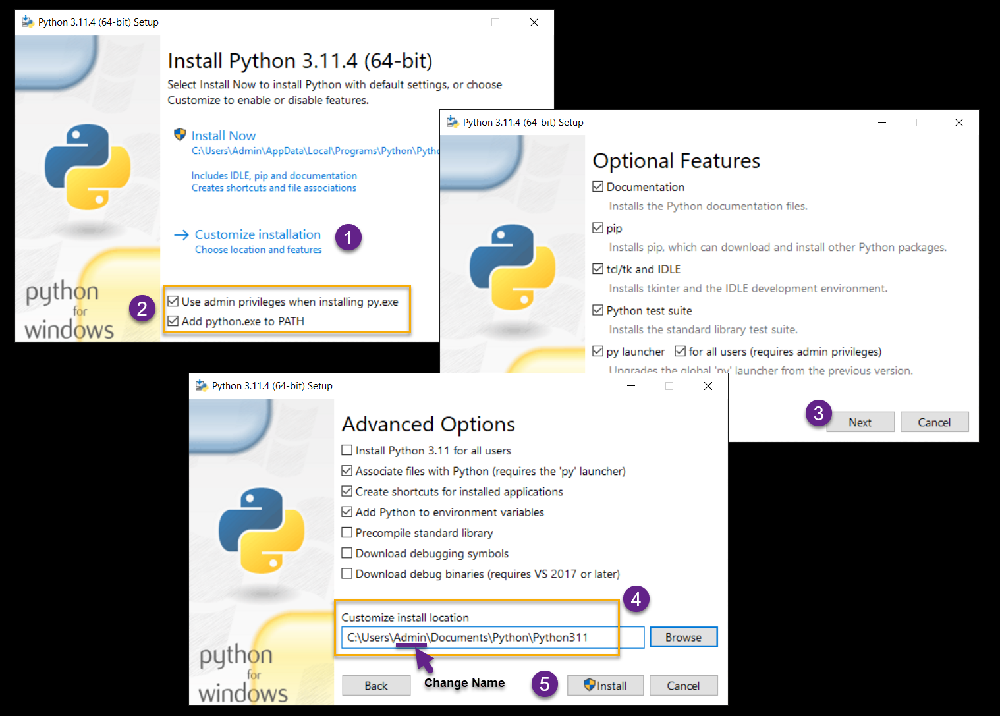 Python 3.11.4 (64-bit) Setup
Install Python 3.11.4 (64-bit)
Select Install Now to install Python with default settings, or choose
Customize to enable or disable features.
Install Now
C:\Users\Admin\AppData\Local\Programs\Python\Pytho
Includes IDLE, pip and documentation
Creates shortcuts and file associations
Customize installation
1
Choose location and features
2
Use admin privileges when installing py.exe
Add python.exe to PATH
python
for
windows
Python 3.11.4 (64-bit) Setup
Optional Features
Documentation
Installs the Python documentation files.
pip
Installs pip, which can download and install other Python packages.
tcl/tk and IDLE
Installs tkinter and the IDLE development environment.
Python test suite
Installs the standard library test suite.
py launcher for all users (requires admin privileges)
Upgrades the global 'py' launcher from the previous version.
3
Next Cancel
Python 3.11.4 (64-bit) Setup
Advanced Options
Install Python 3.11 for all users
Associate files with Python (requires the 'py' launcher)
Create shortcuts for installed applications
Add Python to environment variables
Precompile standard library
Download debugging symbols
Download debug binaries (requires VS 2017 or later)
4
Customize install location
C:\Users\Admin\Documents\Python\Python311
Browse
python
for
windows
Back
Change Name
5
Install
Cancel